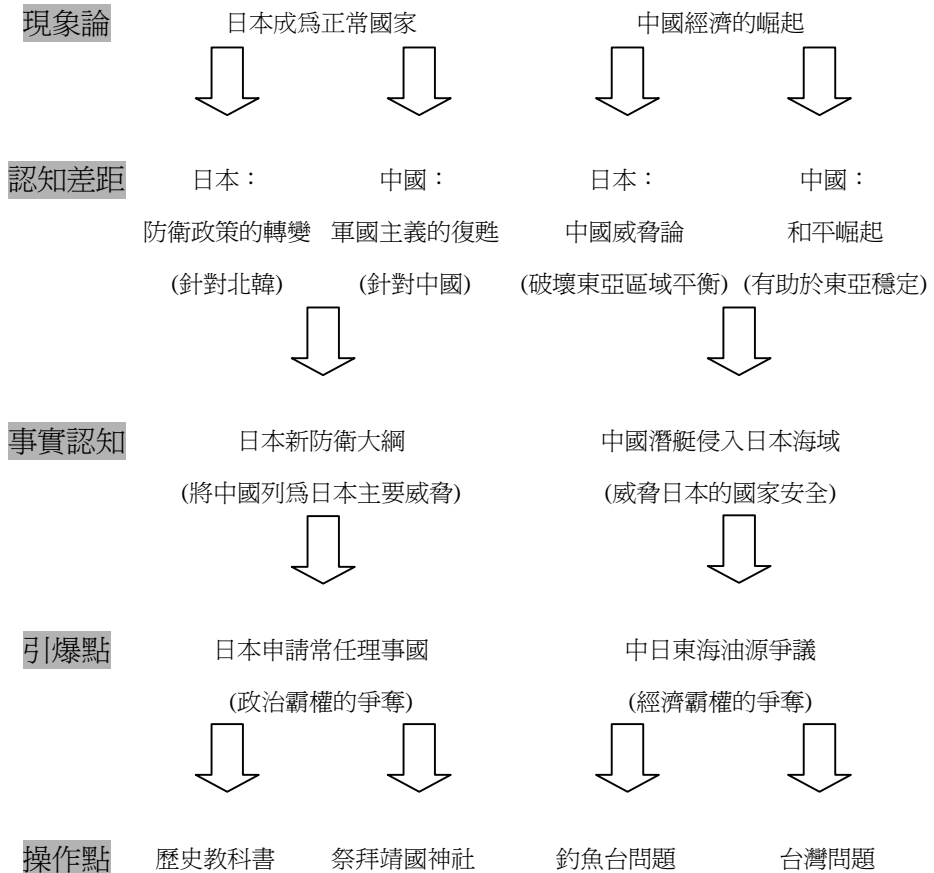 現象論 日本成爲正常國家 中國經濟的崛起
認知差距 日本： 中國： 日本： 中國：
防衛政策的轉變 軍國主義的復甦 中國威脅論 和平崛起
(針對北韓) (針對中國) (破壞東亞區域平衡) (有助於東亞穩定)
事實認知 日本新防衛大綱 中國潛艇侵入日本海域
(將中國列爲日本主要威脅) (威脅日本的國家安全)
引爆點 日本申請常任理事國 中日東海油源爭議
(政治霸權的爭奪) (經濟霸權的爭奪)
操作點 歷史教科書 祭拜靖國神社 釣魚台問題 台灣問題